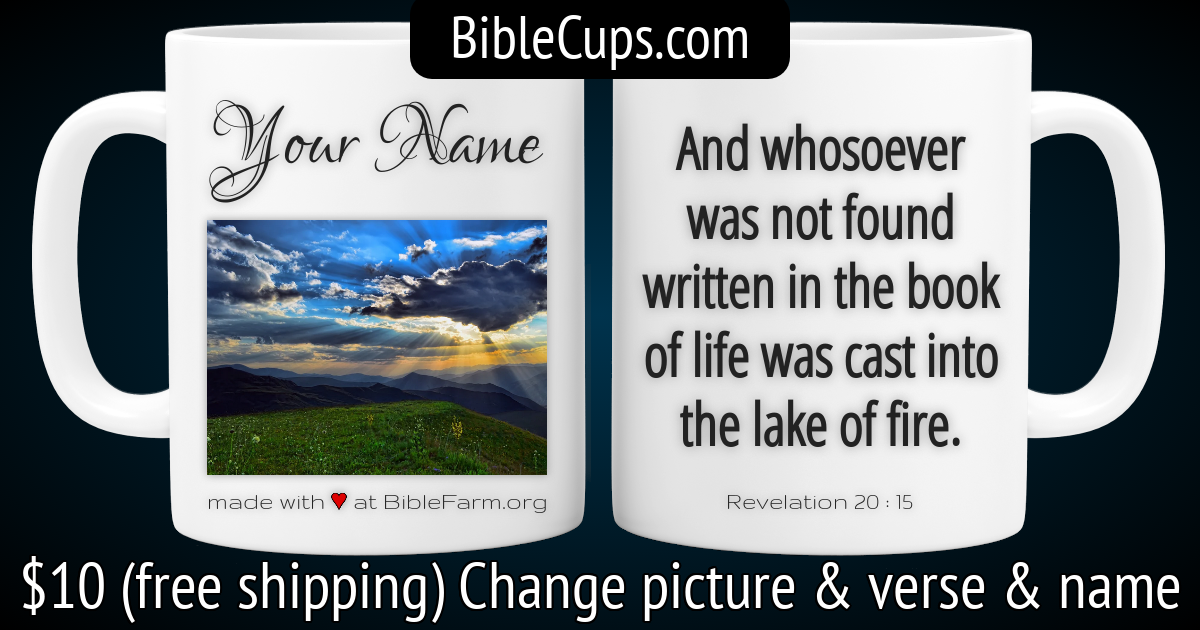 BibleCups.com
Your Name
made with ❤ at BibleFarm.org
And whosoever
was not found
written in the book
of life was cast into
the lake of fire.
Revelation 20 : 15
$10 (free shipping) Change picture & verse & name